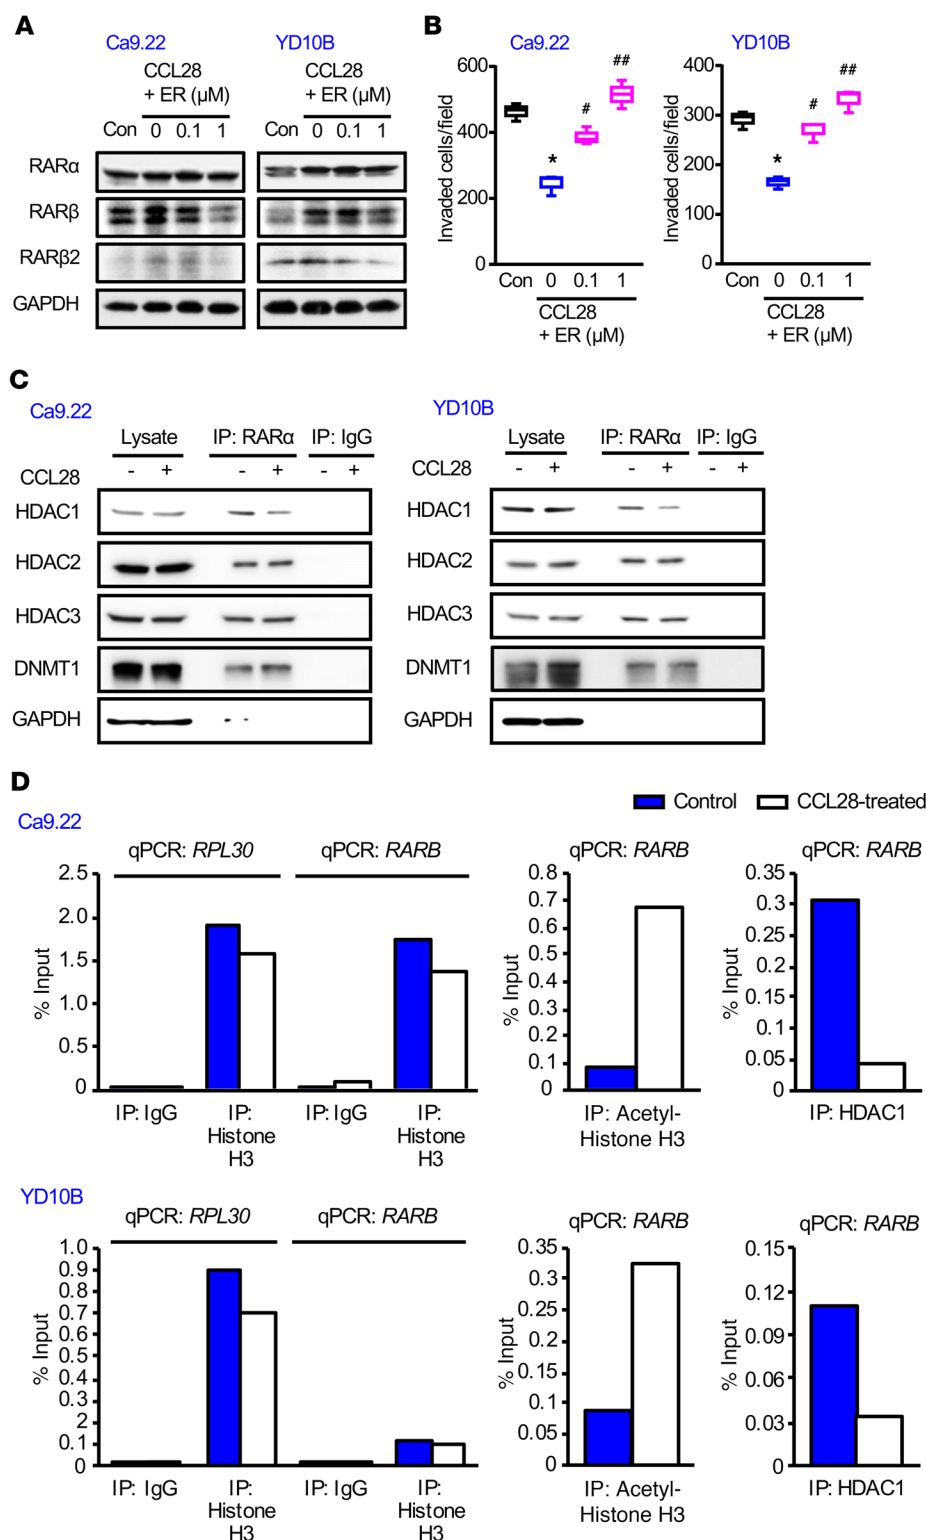 A
Ca9.22
YD10B
CCL28
+ ER (μM)
CCL28
+ ER (μM)
Con 0 0.1 1
Con 0 0.1 1
RARα
RARβ
RARβ2
GAPDH
B
Ca9.22
YD10B
Invaded cells/field
600
400
200
0
*
#
##
Con 0 0.1 1
CCL28
+ ER (μM)
Invaded cells/field
400
300
200
100
0
*
#
##
Con 0 0.1 1
CCL28
+ ER (μM)
C
Ca9.22
Lysate IP: RARα IP: IgG
CCL28 - + - + - +
HDAC1
HDAC2
HDAC3
DNMT1
GAPDH
YD10B
Lysate IP: RARα IP: IgG
CCL28 - + - + - +
HDAC1
HDAC2
HDAC3
DNMT1
GAPDH
D
Control CCL28-treated
Ca9.22
qPCR: RPL30 qPCR: RARB
% Input
2.5
2.0
1.5
1.0
0.5
0
IP: IgG
IP:
Histone
H3
IP: IgG
IP:
Histone
H3
qPCR: RARB
% Input
0.8
0.7
0.6
0.5
0.4
0.3
0.2
0.1
0
IP: Acetyl-
Histone H3
qPCR: RARB
% Input
0.35
0.3
0.25
0.2
0.15
0.1
0.05
0
IP: HDAC1
YD10B
qPCR: RPL30 qPCR: RARB
% Input
1.0
0.9
0.8
0.7
0.6
0.5
0.4
0.3
2
0.1
0
IP: IgG
IP:
Histone
H3
IP: IgG
IP:
Histone
H3
qPCR: RARB
% Input
0.35
0.3
0.25
0.2
0.15
0.1
0.05
0
IP: Acetyl-
Histone H3
qPCR: RARB
% Input
0.15
0.12
0.09
0.06
0.03
0
IP: HDAC1